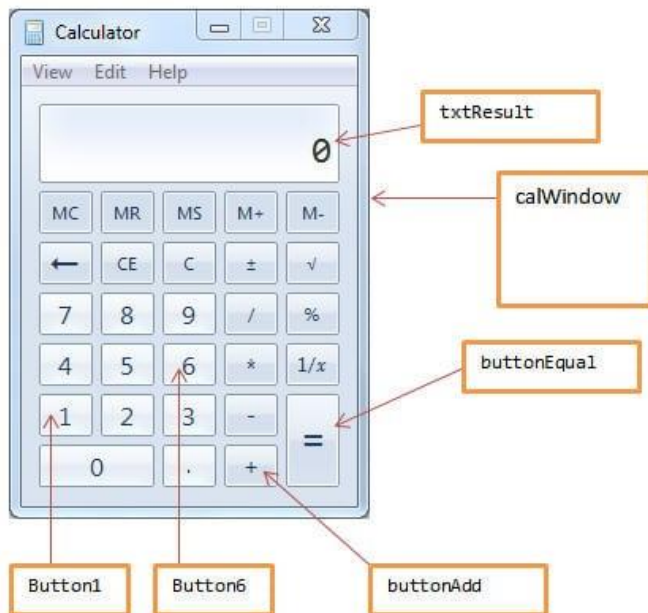 Calculator
View Edit Help
txtResult
0
calWindow
MC MR MS M+ M-
← CE C ± √
7 8 9 / %
4 5 6 * 1/x
buttonEqual
1 2 3 - =
0 . +
Button1 Button6 buttonAdd